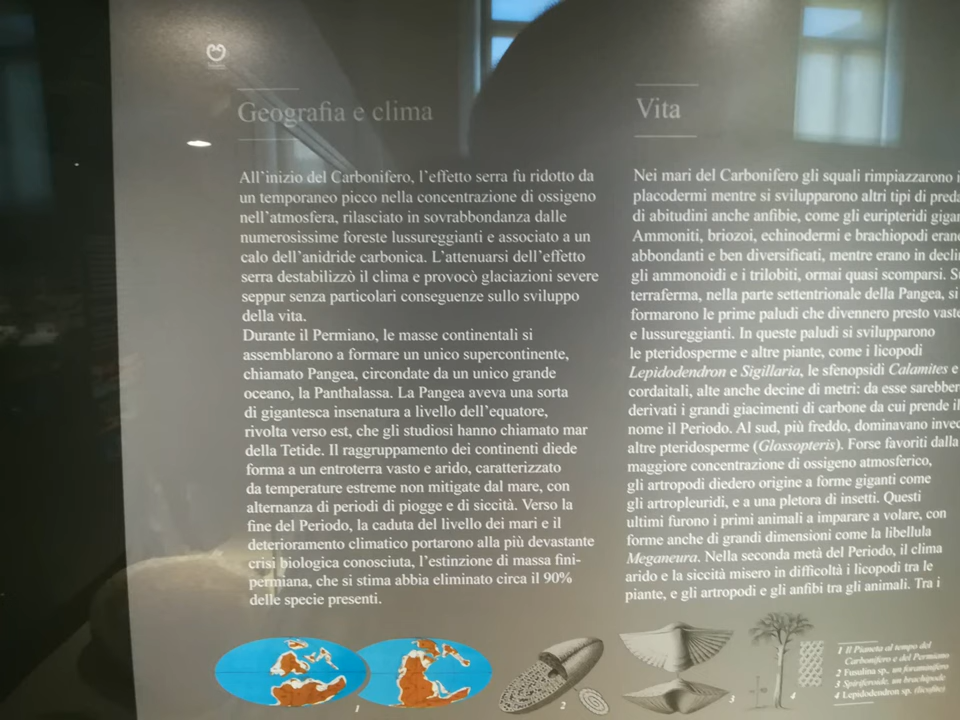 Geografia e clima
All'inizio del Carbonifero, l'effetto serra fu ridotto da
un temporaneo picco nella concentrazione di ossigeno
nell'atmosfera, rilasciato in sovrabbondanza dalle
numerosissime foreste lussureggianti e associato a un
calo dell'anidride carbonica. L'attenuarsi dell'effetto
serra destabilizzò il clima e provocò glaciazioni severe
seppur senza particolari conseguenze sullo sviluppo
della vita.
Durante il Permiano, le masse continentali si
assemblarono a formare un unico supercontinente,
chiamato Pangea, circondate da un unico grande
oceano, la Panthalassa. La Pangea aveva una sorta
di gigantesca insenatura a livello dell'equatore,
rivolta verso est, che gli studiosi hanno chiamato mar
della Tetide. Il raggruppamento dei continenti diede
forma a un entroterra vasto e arido, caratterizzato
da temperature estreme non mitigate dal mare, con
alternanza di periodi di piogge e di siccità. Verso la
fine del Periodo, la caduta del livello dei mari e il
deterioramento climatico portarono alla più devastante
crisi biologica conosciuta, l'estinzione di massa fini-
permiana, che si stima abbia eliminato circa il 90%
delle specie presenti.
Vita
Nei mari del Carbonifero gli squali rimpiazzarono i
placodermi mentre si svilupparono altri tipi di preda
di abitudini anche anfibie, come gli euripteridi gigan
Ammoniti, briozoi, echinodermi e brachiopodi erano
abbondanti e ben diversificati, mentre erano in declin
gli ammonoidi e i trilobiti, ormai quasi scomparsi. S
terraferma, nella parte settentrionale della Pangea, si
formarono le prime paludi che divennero presto vaste
e lussureggianti. In queste paludi si svilupparono
le pteridosperme e altre piante, come i licopodi
Lepidodendron e Sigillaria, le sfenopsidi Calamites e
cordaitali, alte anche decine di metri: da esse sarebber
derivati i grandi giacimenti di carbone da cui prende il
nome il Periodo. Al sud, più freddo, dominavano invec
altre pteridosperme (Glossopteris). Forse favoriti dalla
maggiore concentrazione di ossigeno atmosferico,
gli artropodi diedero origine a forme giganti come
gli artropleuridi, e a una pletora di insetti. Questi
ultimi furono i primi animali a imparare a volare, con
forme anche di grandi dimensioni come la libellula
Meganeura. Nella seconda metà del Periodo, il clima
arido e la siccità misero in difficoltà i licopodi tra le
piante, e gli artropodi e gli anfibi tra gli animali. Tra i
1
2
3
4
1 Il Pianeta al tempo del
Carbonifero e del Permiano
2 Fusulina sp., un foraminifero
3 Spiriferoide, un brachiopode
4 Lepidodendron sp. (licofite)